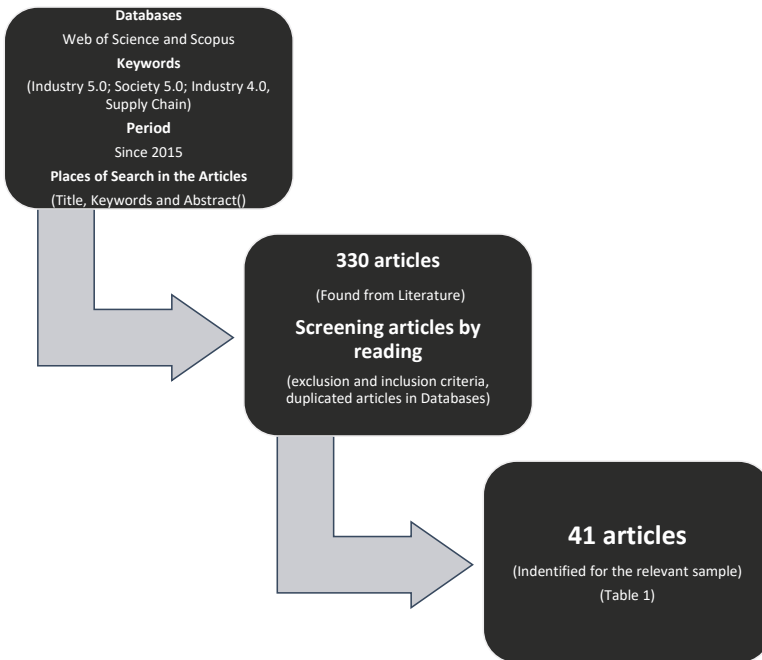 Databases
Web of Science and Scopus
Keywords
(Industry 5.0; Society 5.0; Industry 4.0,
Supply Chain)
Period
Since 2015
Places of Search in the Articles
(Title, Keywords and Abstract()
330 articles
(Found from Literature)
Screening articles by
reading
(exclusion and inclusion criteria,
duplicated articles in Databases)
41 articles
(Indentified for the relevant sample)
(Table 1)